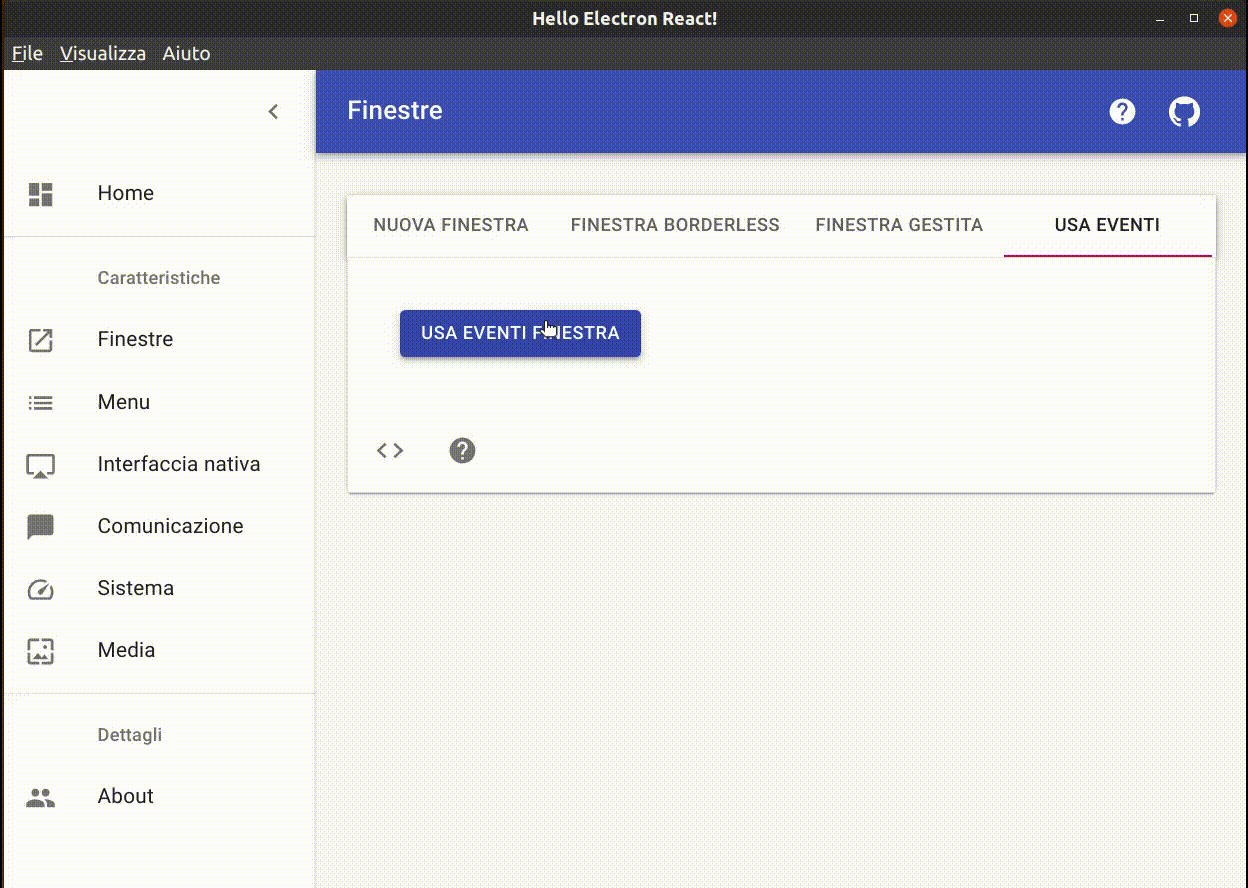 Hello Electron React!
File Visualizza Aiuto
Finestre
Home
Caratteristiche
Finestre
Menu
Interfaccia nativa
Comunicazione
Sistema
Media
Dettagli
About
NUOVA FINESTRA FINESTRA BORDERLESS FINESTRA GESTITA USA EVENTI
USA EVENTI FINESTRA